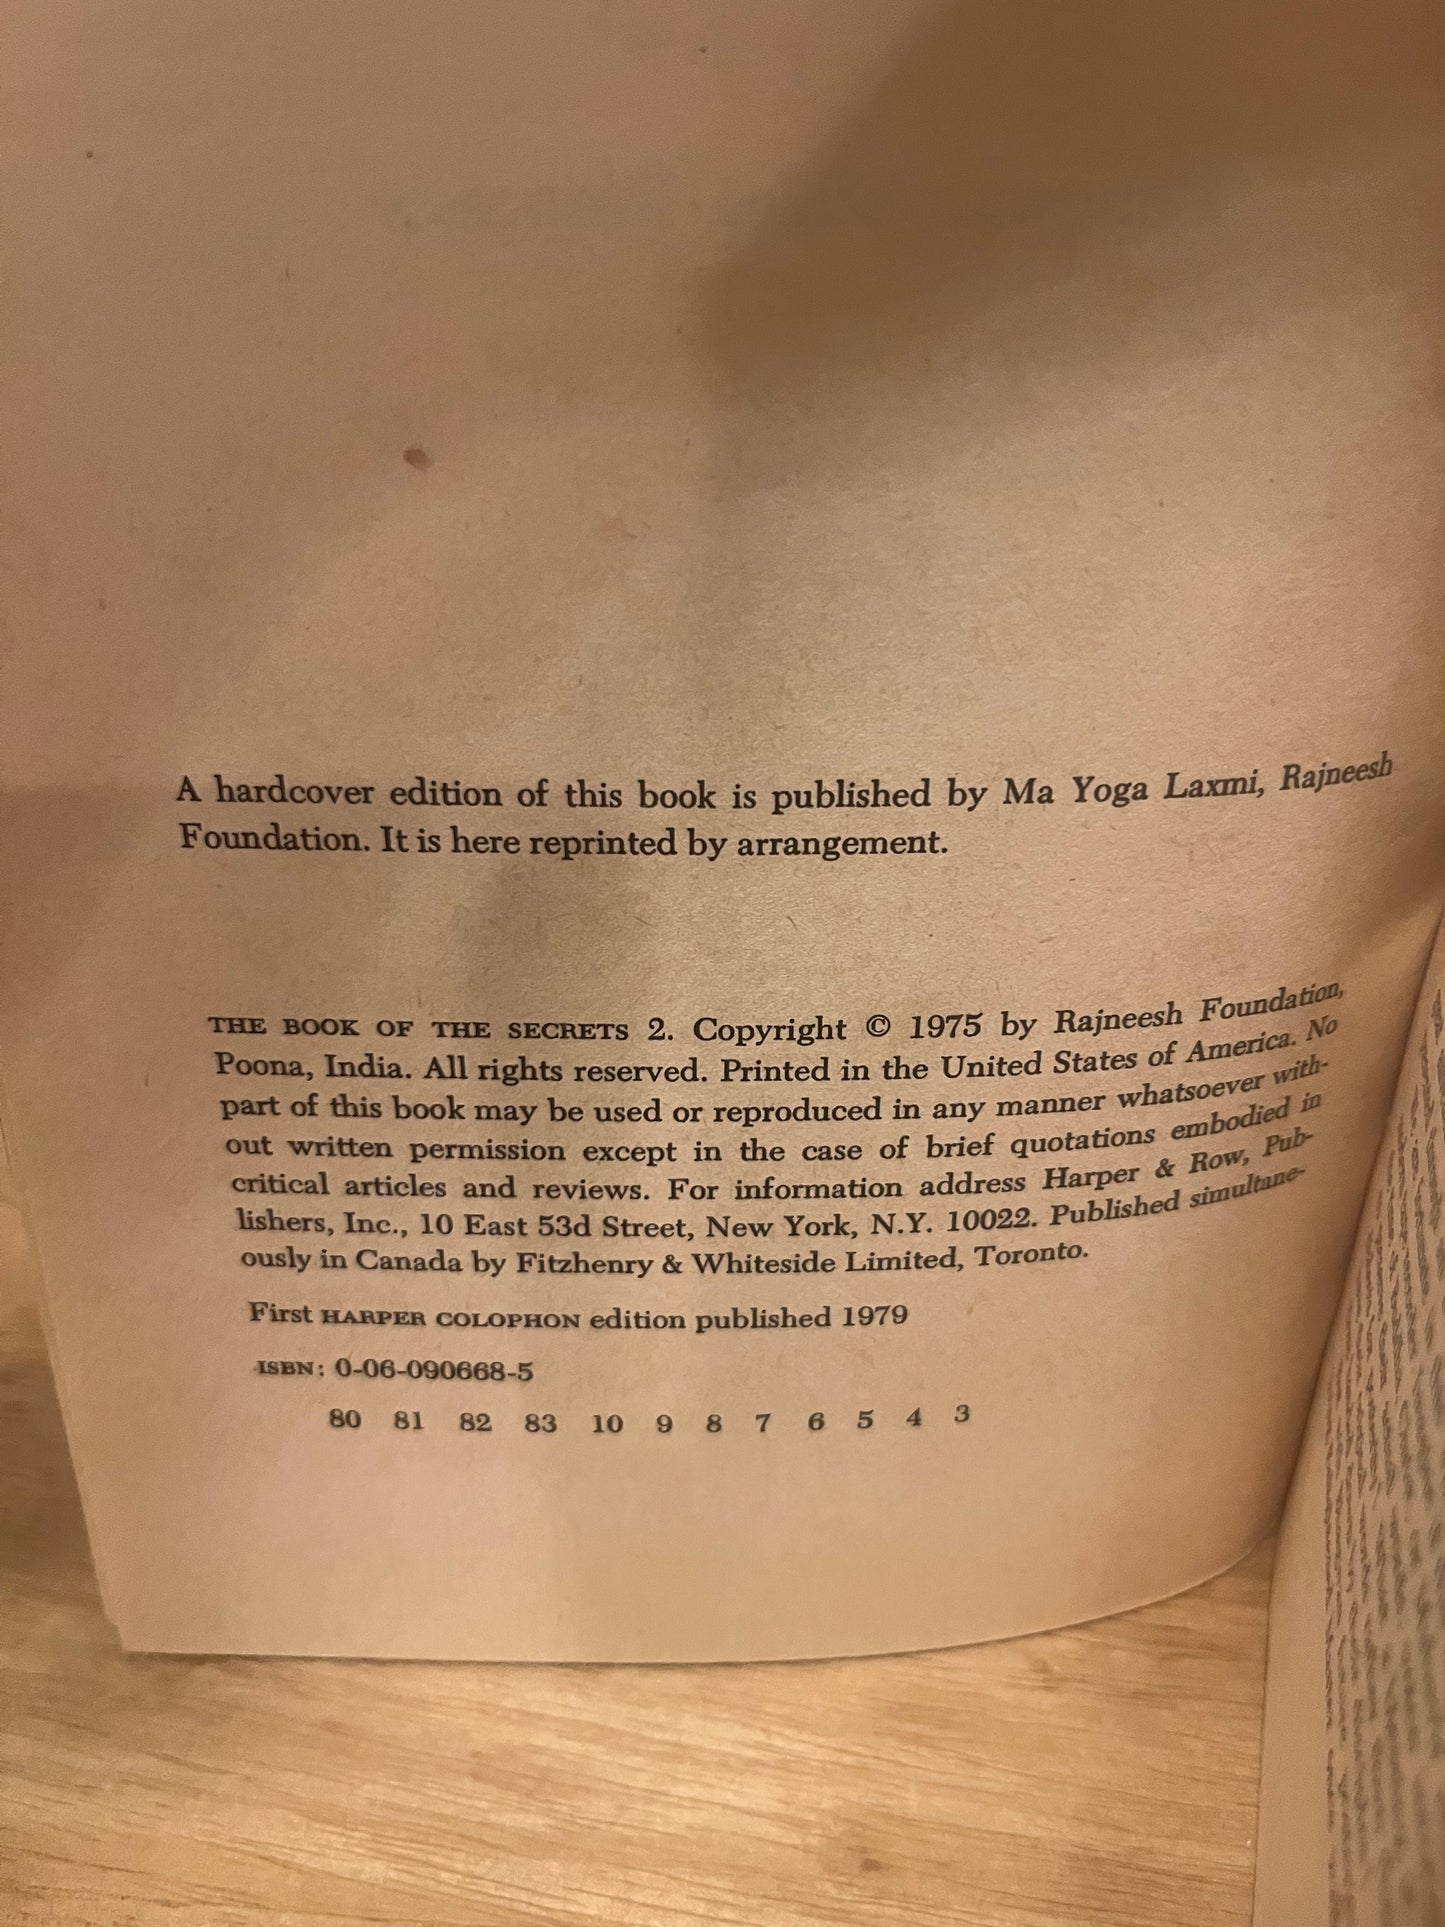 A hardcover edition of this book is published by Ma Yoga Laxmi, Rajneesh
Foundation. It is here reprinted by arrangement.
THE BOOK OF THE SECRETS 2. Copyright © 1975 by Rajneesh Foundation,
Poona, India. All rights reserved. Printed in the United States of America. No
part of this book may be used or reproduced in any manner whatsoever with-
out written permission except in the case of brief quotations embodied in
critical articles and reviews. For information address Harper & Row, Pub-
lishers, Inc., 10 East 53d Street, New York, N.Y. 10022. Published simultane-
ously in Canada by Fitzhenry & Whiteside Limited, Toronto.
First HARPER COLOPHON edition published 1979
ISBN: 0-06-090668-5
80 81 82 83 10 9 8 7 6 5 4 3